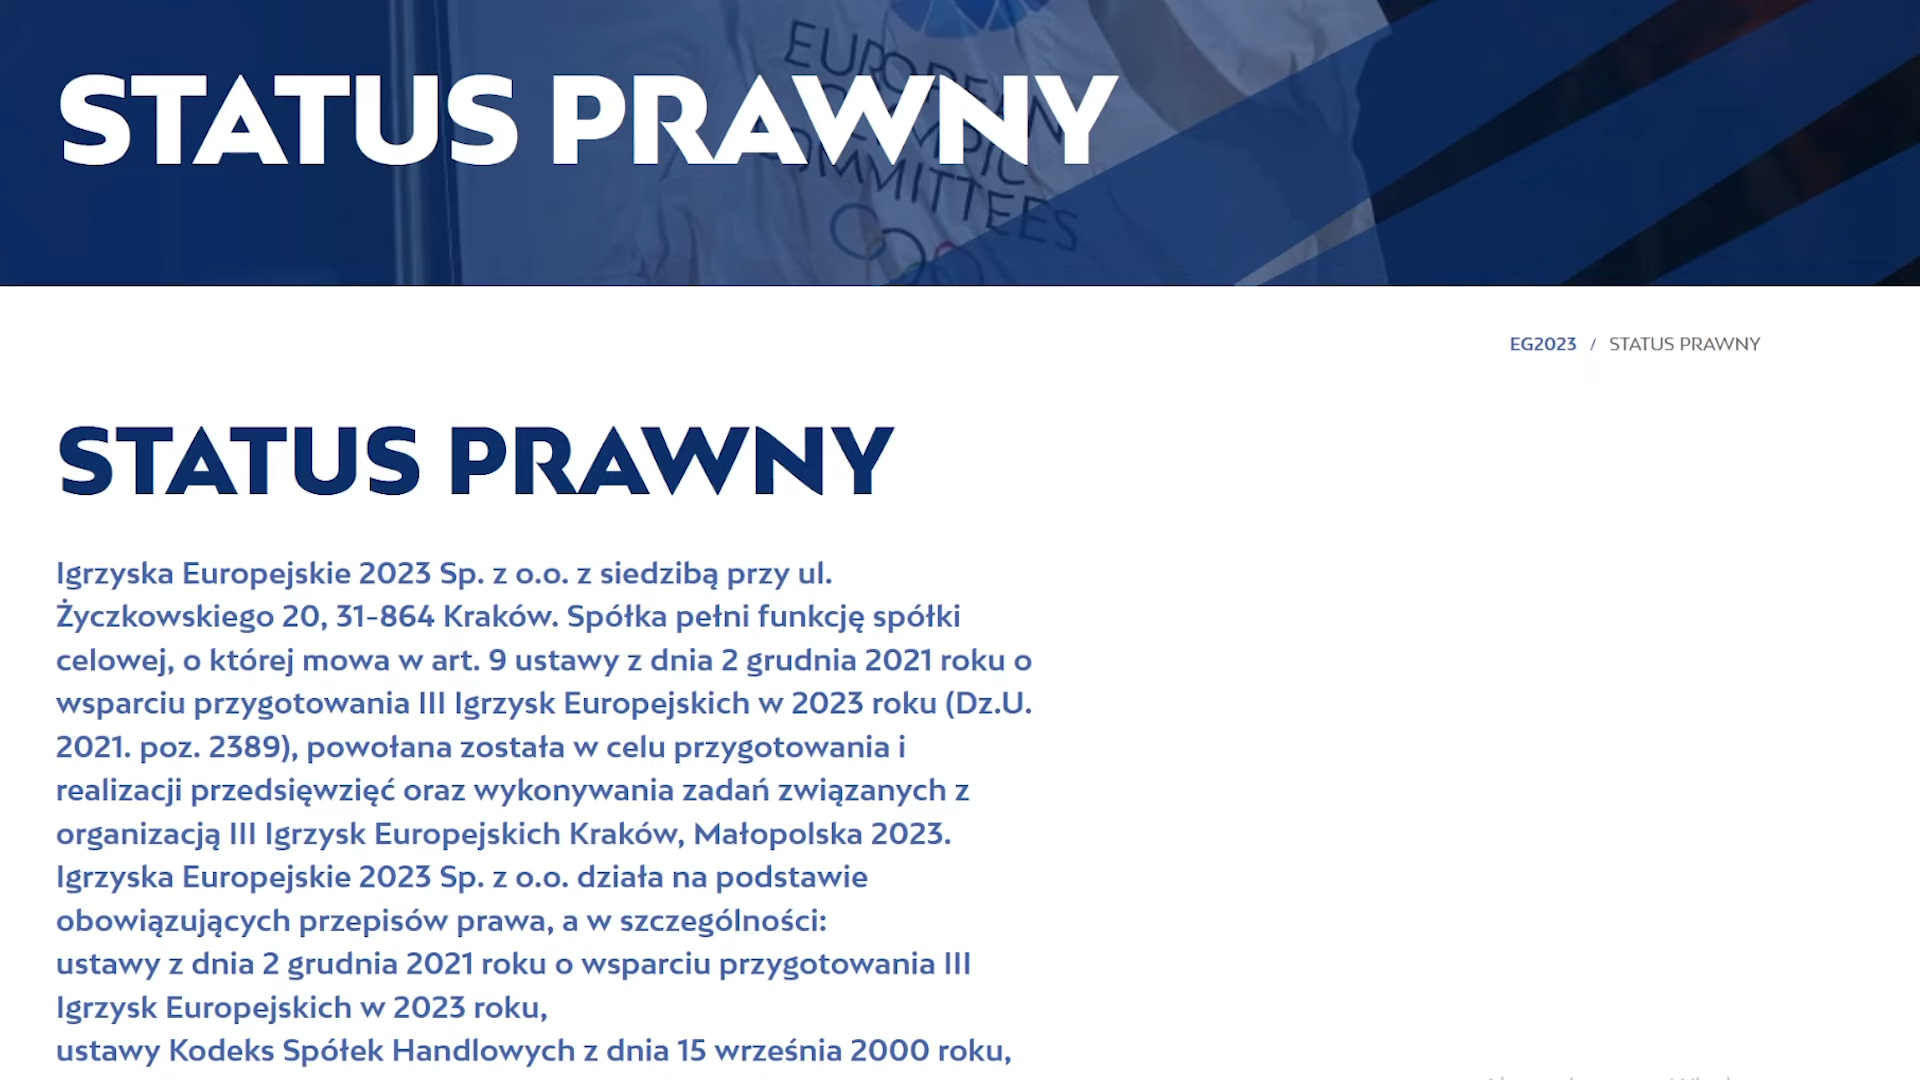 EUROPEAN
OLYMPIC
COMMITTEES
STATUS PRAWNY
EG2023 / STATUS PRAWNY
STATUS PRAWNY
Igrzyska Europejskie 2023 Sp. z o.o. z siedzibą przy ul.
Życzkowskiego 20, 31-864 Kraków. Spółka pełni funkcję spółki
celowej, o której mowa w art. 9 ustawy z dnia 2 grudnia 2021 roku o
wsparciu przygotowania III Igrzysk Europejskich w 2023 roku (Dz.U.
2021. poz. 2389), powołana została w celu przygotowania i
realizacji przedsięwzięć oraz wykonywania zadań związanych z
organizacją III Igrzysk Europejskich Kraków, Małopolska 2023.
Igrzyska Europejskie 2023 Sp. z o.o. działa na podstawie
obowiązujących przepisów prawa, a w szczególności:
ustawy z dnia 2 grudnia 2021 roku o wsparciu przygotowania III
Igrzysk Europejskich w 2023 roku,
ustawy Kodeks Spółek Handlowych z dnia 15 września 2000 roku,